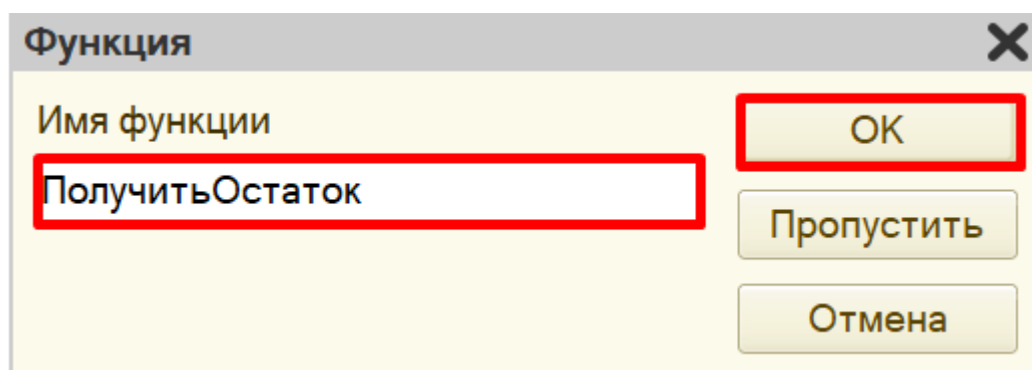 Функция
Имя функции
ПолучитьОстаток
ОК
Пропустить
Отмена